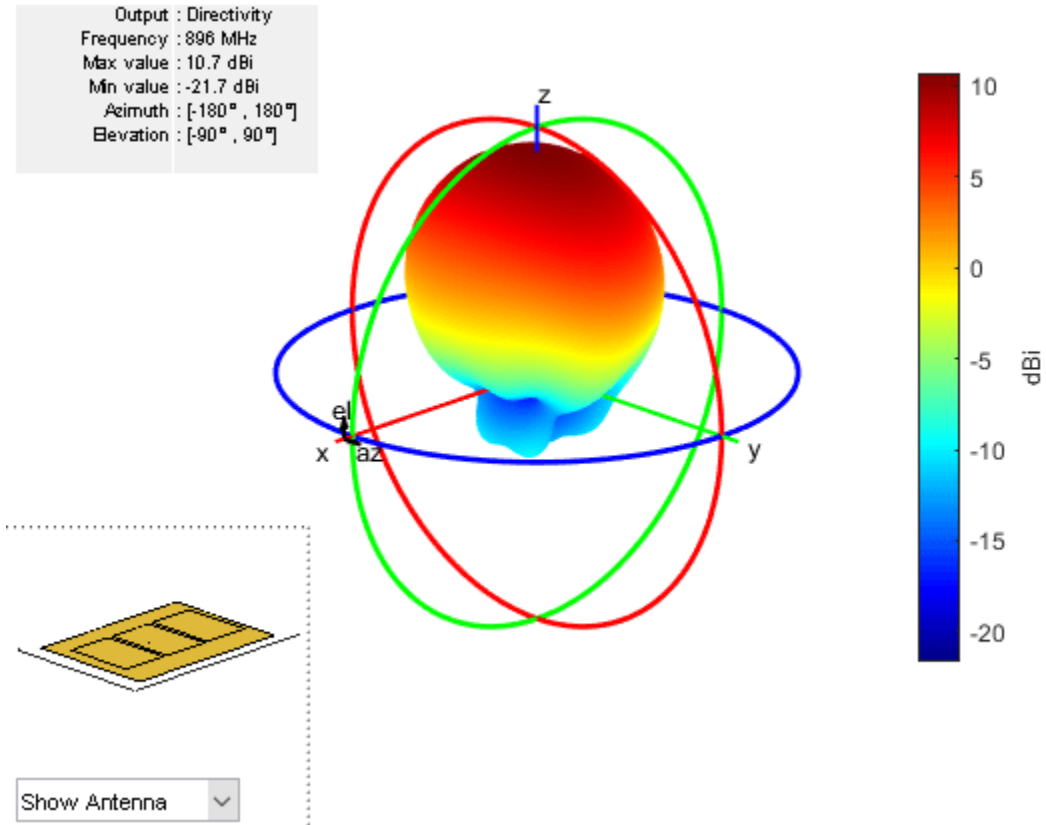 Output : Directivity
Frequency : 896 MHz
Max value : 10.7 dBi
Min value : -21.7 dBi
Azimuth : [-180° , 180°]
Elevation : [-90° , 90°]
z
10
5
0
-5
-10
-15
-20
dBi
el
x
az
y
Show Antenna